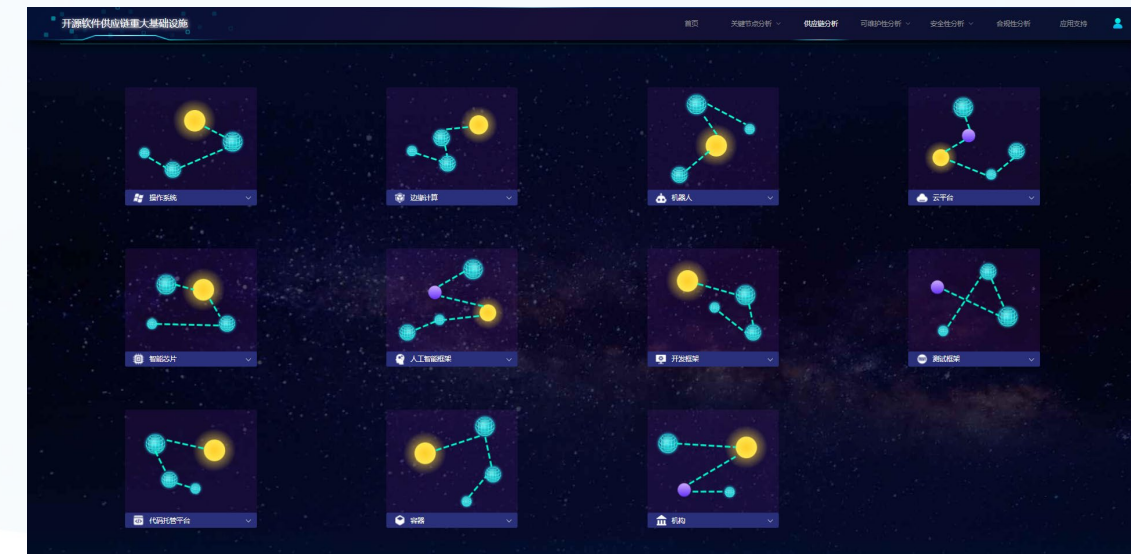 开源软件供应链重大基础设施
首页 关键节点分析 供应链分析 可维护性分析 安全性分析 合规性分析 应用支持
操作系统 边缘计算 机器人 云平台
智能芯片 人工智能框架 开发框架 测试框架
代码托管平台 容器 机构